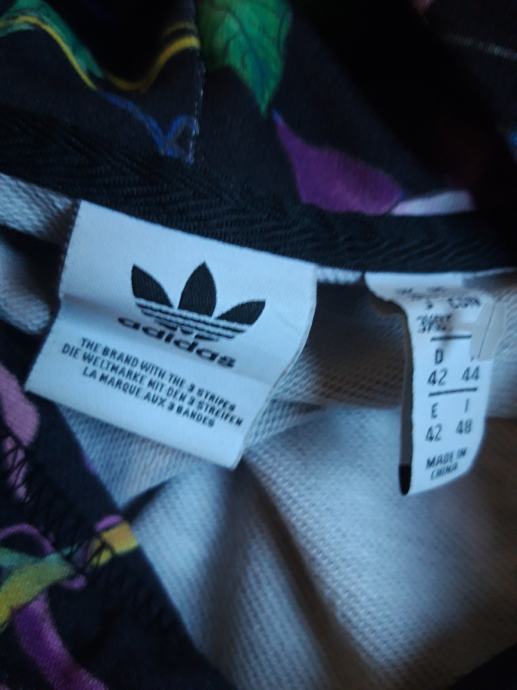 adidas
THE BRAND WITH THE 3 STRIPES
DIE WELTMARKE MIT DEN 3 STREIFEN
LA MARQUE AUX 3 BANDES
D
42 44
E I
42 48
MADE IN
CHINA